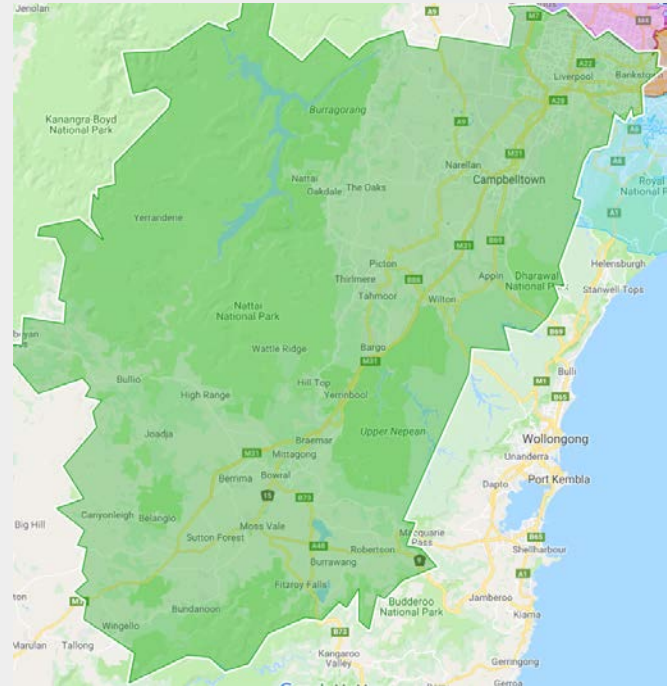 Jenolan
A9
M7
M4
A22
Liverpool
Bankstown
A28
Burragorang
Kanangra-Boyd
National Park
A9
M31
A6
Narellan
Nattai
Oakdale
The Oaks
Campbelltown
Royal
National P
A1
Yerranderie
M31
B69
Picton
Helensburgh
Thirlmere
B88
Appin
Dharawal
National
Stanwell Tops
Tahmoor
Wilton
Nattai
National Park
B69
Wattle Ridge
Bargo
M31
Bulli
Bullio
Hill Top
M1
High Range
Yerrinbool
B65
Joadja
Upper Nepean
Braemar
Wollongong
M31
Mittagong
Unanderra
Berrima
Bowral
Dapto
Port Kembla
15
B73
Canyonleigh
Belanglo
Big Hill
Moss Vale
Macquarie
Pass
Sutton Forest
A48
Robertson
B65
Shellharbour
Burrawang
9
A1
Fitzroy Falls
Jamberoo
Bundanoon
Budderoo
National Park
Kiama
Wingello
B73
Marulan
Tallong
Kangaroo
Valley
Gerringong
Gerroa